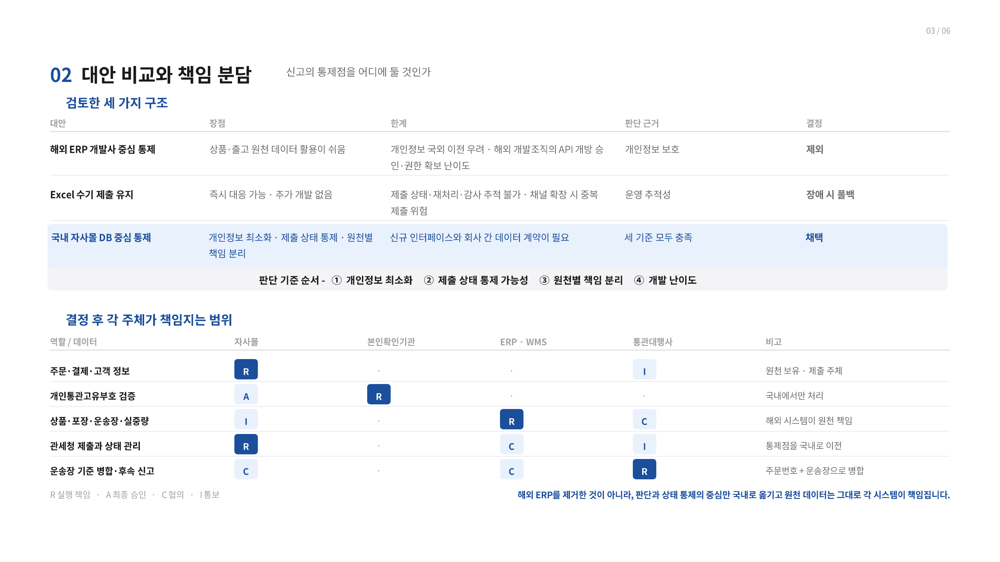 03 / 06
02 대안 비교와 책임 분담 신고의 통제점을 어디에 둘 것인가
검토한 세 가지 구조
대안 장점 한계 판단 근거 결정
해외 ERP 개발사 중심 통제 상품·출고 원천 데이터 활용이 쉬움 개인정보 국외 이전 우려 · 해외 개발조직의 API 개방 승 개인정보 보호 제외
인·권한 확보 난이도
Excel 수기 제출 유지 즉시 대응 가능 · 추가 개발 없음 제출 상태·재처리·감사 추적 불가 · 채널 확장 시 중복 운영 추적성 장애 시 폴백
제출 위험
국내 자사몰 DB 중심 통제 개인정보 최소화 · 제출 상태 통제 · 원천별 신규 인터페이스와 회사 간 데이터 계약이 필요 세 기준 모두 충족 채택
책임 분리
판단 기준 순서 - ① 개인정보 최소화 ② 제출 상태 통제 가능성 ③ 원천별 책임 분리 ④ 개발 난이도
결정 후 각 주체가 책임지는 범위
역할 / 데이터 자사몰 본인확인기관 ERP · WMS 통관대행사 비고
주문·결제·고객 정보 R · · I 원천 보유 · 제출 주체
개인통관고유부호 검증 A R · · 국내에서만 처리
상품·포장·운송장·실중량 I · R C 해외 시스템이 원천 책임
관세청 제출과 상태 관리 R · C I 통제점을 국내로 이전
운송장 기준 병합·후속 신고 C · C R 주문번호 + 운송장으로 병합
R 실행 책임 · A 최종 승인 · C 협의 · I 통보
해외 ERP를 제거한 것이 아니라, 판단과 상태 통제의 중심만 국내로 옮기고 원천 데이터는 그대로 각 시스템이 책임집니다.